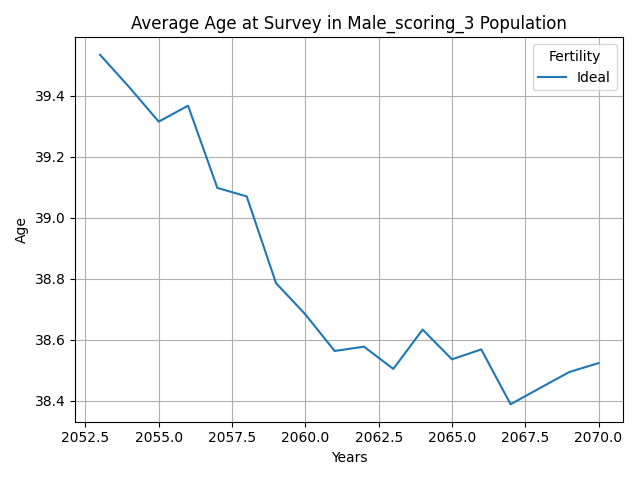 Average Age at Survey in Male_scoring_3 Population
Fertility
Ideal
Age
39.4
39.2
39.0
38.8
38.6
38.4
2052.5 2055.0 2057.5 2060.0 2062.5 2065.0 2067.5 2070.0
Years